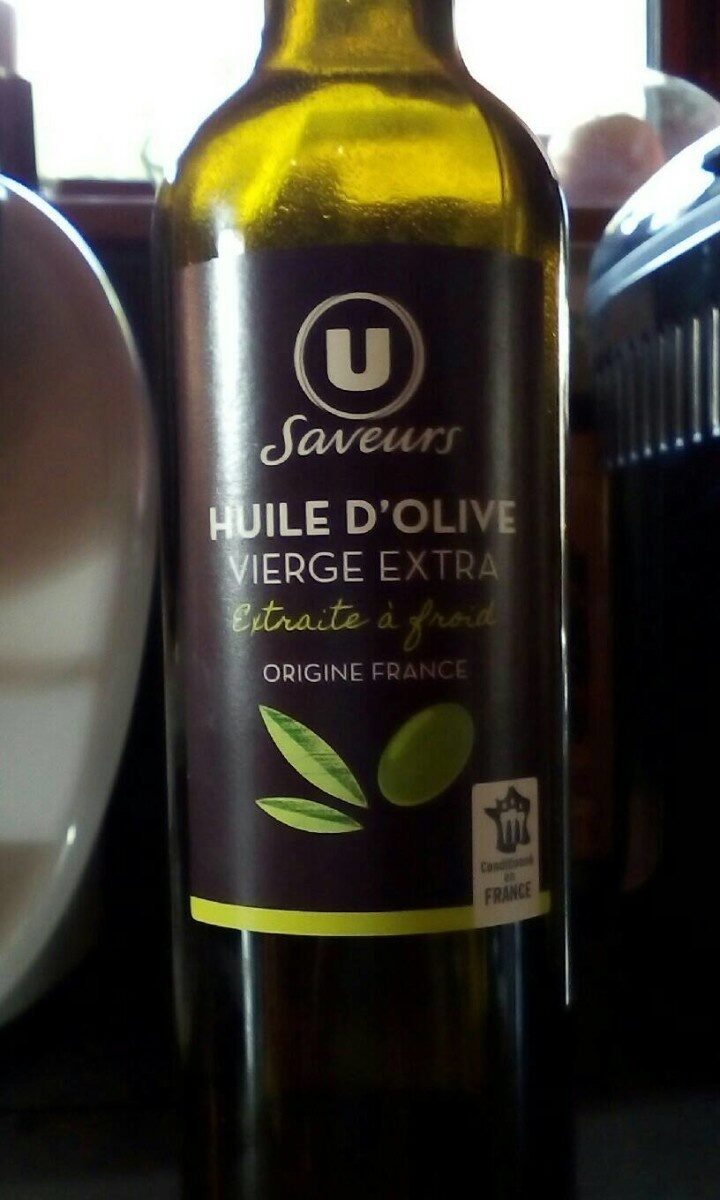 U
Saveurs
HUILE D'OLIVE
VIERGE EXTRA
Extraite à froid
ORIGINE FRANCE
Conditionné
en
FRANCE